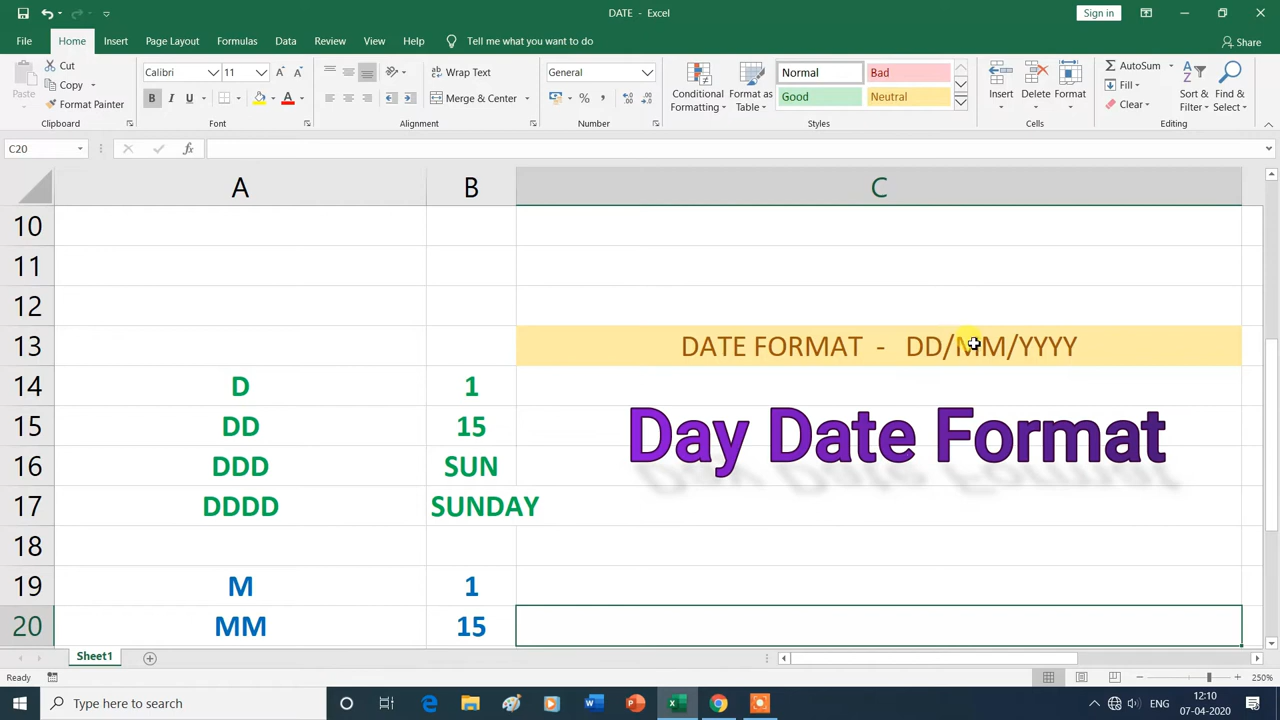 DATE - Excel
Sign in
File Home Insert Page Layout Formulas Data Review View Help Tell me what you want to do Share
Paste
Cut
Copy
Format Painter
Clipboard
Calibri 11
B I U
Font
Wrap Text
Merge & Center
Alignment
General
Number
Conditional Formatting
Format as Table
Normal Bad
Good Neutral
Styles
Insert Delete Format
Cells
AutoSum
Fill
Clear
Sort & Filter
Find & Select
Editing
C20 fx
A B C
10
11
12
13 DATE FORMAT - DD/MM/YYYY
14 D 1
15 DD 15
Day Date Format
16 DDD SUN
17 DDDD SUNDAY
18
19 M 1
20 MM 15
Sheet1
Ready 250%
Type here to search
ENG
12:10
07-04-2020